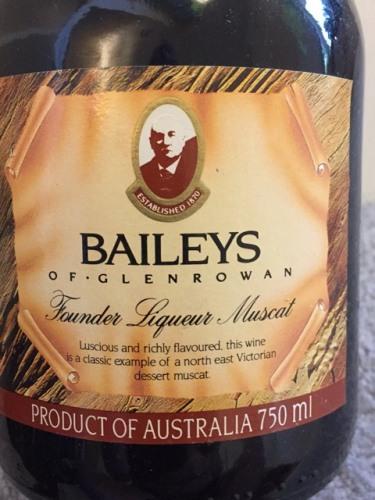 ESTABLISHED 1870
BAILEYS
OF·GLENROWAN
Founder Liqueur Muscat
Luscious and richly flavoured, this wine
is a classic example of a north east Victorian
dessert muscat.
PRODUCT OF AUSTRALIA 750 ml